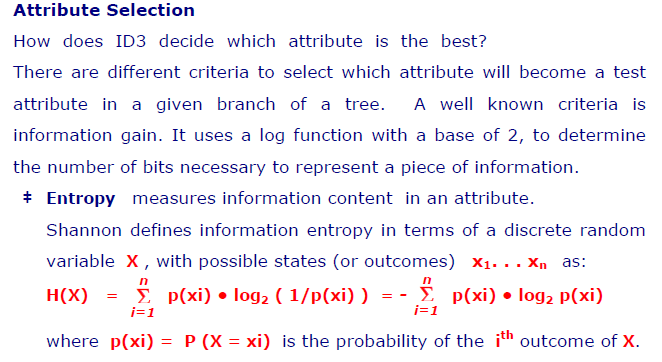 Attribute Selection
How does ID3 decide which attribute is the best?
There are different criteria to select which attribute will become a test
attribute in a given branch of a tree. A well known criteria is
information gain. It uses a log function with a base of 2, to determine
the number of bits necessary to represent a piece of information.
‡ Entropy measures information content in an attribute.
Shannon defines information entropy in terms of a discrete random
variable X , with possible states (or outcomes) x₁. . . xₙ as:
H(X) = n Σ i=1 p(xi) • log₂ ( 1/p(xi) ) = - n Σ i=1 p(xi) • log₂ p(xi)
where p(xi) = P (X = xi) is the probability of the iᵗʰ outcome of X.